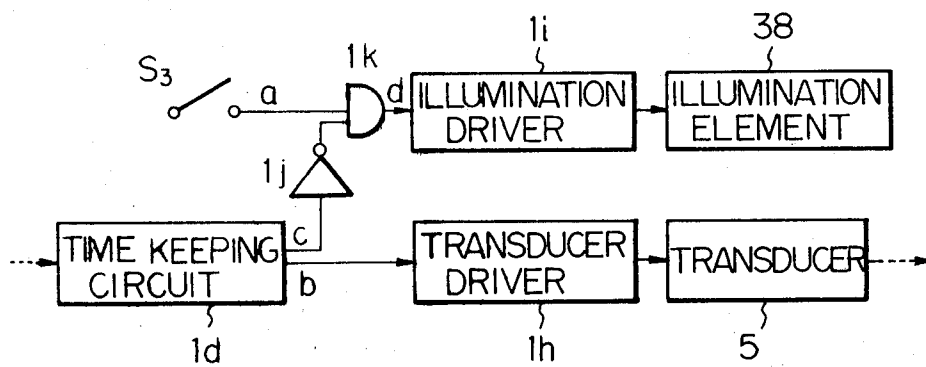 1i
38
S3
1k
a
d
ILLUMINATION
DRIVER
ILLUMINATION
ELEMENT
1j
c
b
TIME KEEPING
CIRCUIT
TRANSDUCER
DRIVER
TRANSDUCER
1d
1h
5